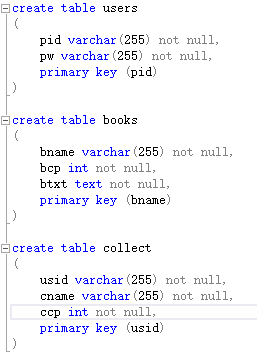 create table users
(
pid varchar(255) not null,
pw varchar(255) not null,
primary key (pid)
)
create table books
(
bname varchar(255) not null,
bcp int not null,
btxt text not null,
primary key (bname)
)
create table collect
(
usid varchar(255) not null,
cname varchar(255) not null,
ccp int not null,
primary key (usid)
)